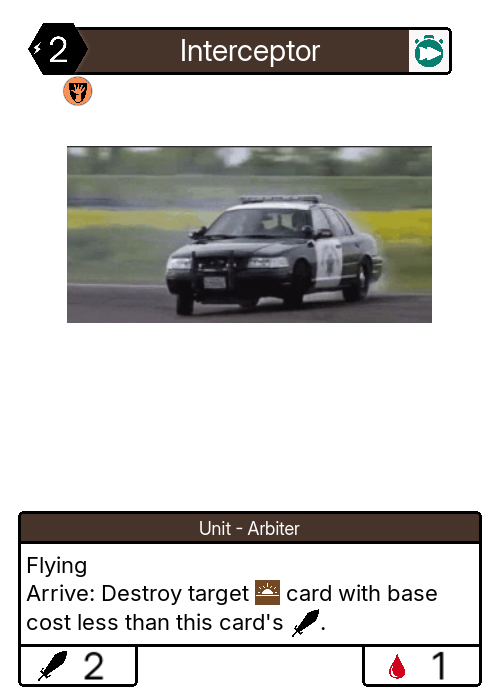 2 Interceptor
Unit - Arbiter
Flying
Arrive: Destroy target card with base
cost less than this card's .
2 1